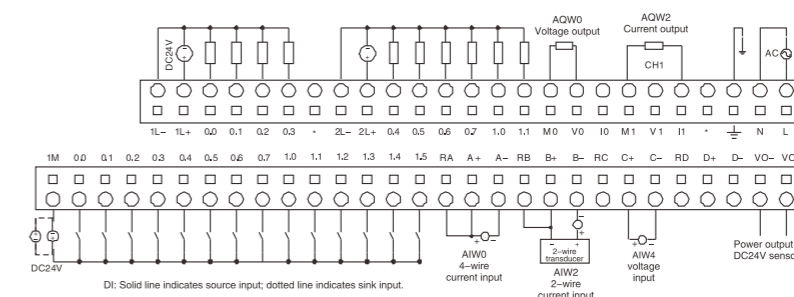 AQW0
Voltage output
AQW2
Current output
DC24V
CH1
AC
1L- 1L+ 0.0 0.1 0.2 0.3 * 2L- 2L+ 0.4 0.5 0.6 0.7 1.0 1.1 M0 V0 I0 M1 V1 I1 * N L
1M 0.0 0.1 0.2 0.3 0.4 0.5 0.6 0.7 1.0 1.1 1.2 1.3 1.4 1.5 RA A+ A- RB B+ B- RC C+ C- RD D+ D- VO-
- +
+ -
- +
2-wire
transducer
+ -
DC24V
AIW0
4-wire
current input
AIW2
2-wire
current input
AIW4
voltage
input
Power output
DC24V
DI: Solid line indicates source input; dotted line indicates sink input.